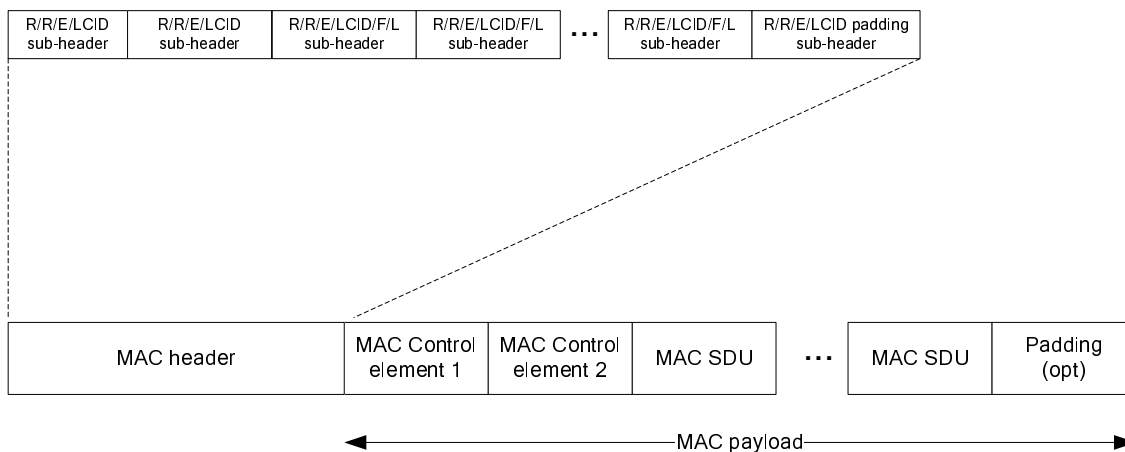 R/R/E/LCID
sub-header
R/R/E/LCID
sub-header
R/R/E/LCID/F/L
sub-header
R/R/E/LCID/F/L
sub-header
...
R/R/E/LCID/F/L
sub-header
R/R/E/LCID padding
sub-header
MAC header
MAC Control
element 1
MAC Control
element 2
MAC SDU
...
MAC SDU
Padding
(opt)
MAC payload